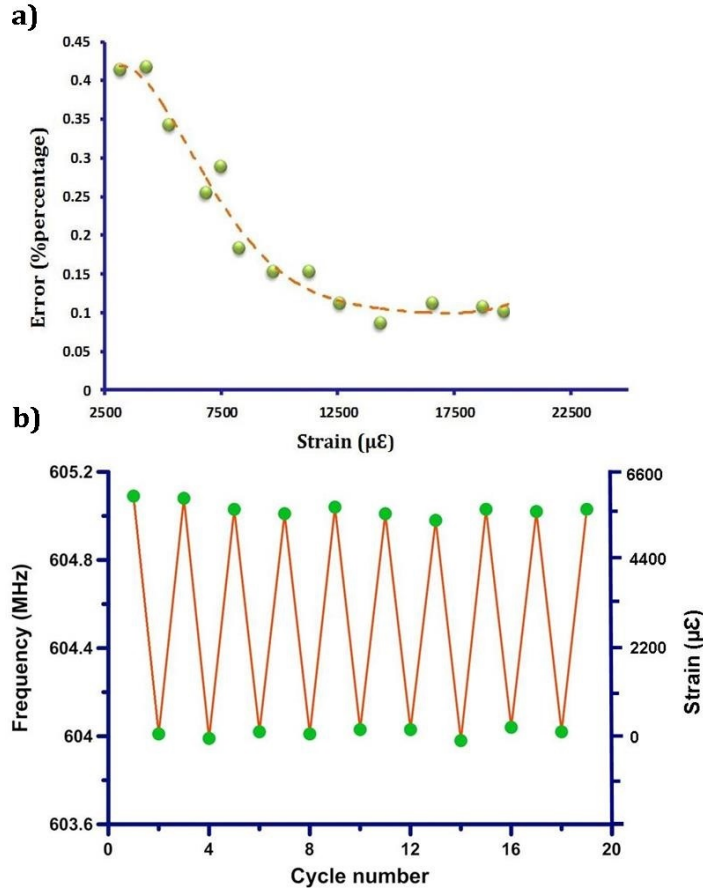 a)
0.45
0.4
0.35
0.3
0.25
0.2
0.15
0.1
0.05
0
Error (%percentage)
2500 7500 12500 17500 22500
Strain (µƐ)
b)
605.2
604.8
604.4
604
603.6
Frequency (MHz)
6600
4400
2200
0
Strain (µƐ)
0 4 8 12 16 20
Cycle number